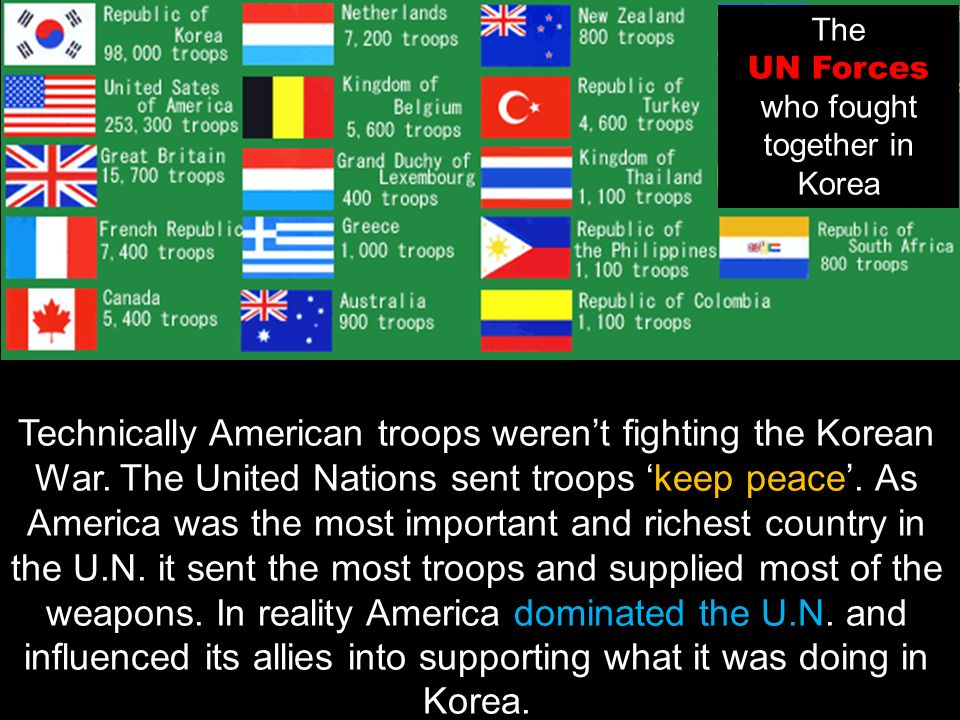 Republic of
Korea
98,000 troops
United Sates
of America
253,300 troops
Great Britain
15,700 troops
French Republic
7,400 troops
Canada
5,400 troops
Netherlands
7,200 troops
Kingdom of
Belgium
5,600 troops
Grand Duchy of
Lexembourg
400 troops
Greece
1,000 troops
Australia
900 troops
New Zealand
800 troops
Republic of
Turkey
4,600 troops
Kingdom of
Thailand
1,100 troops
Republic of
the Philippines
1,100 troops
Republic of Colombia
1,100 troops
The
UN Forces
who fought
together in
Korea
Republic of
South Africa
800 troops
Technically American troops weren’t fighting the Korean
War. The United Nations sent troops ‘keep peace’. As
America was the most important and richest country in
the U.N. it sent the most troops and supplied most of the
weapons. In reality America dominated the U.N. and
influenced its allies into supporting what it was doing in
Korea.